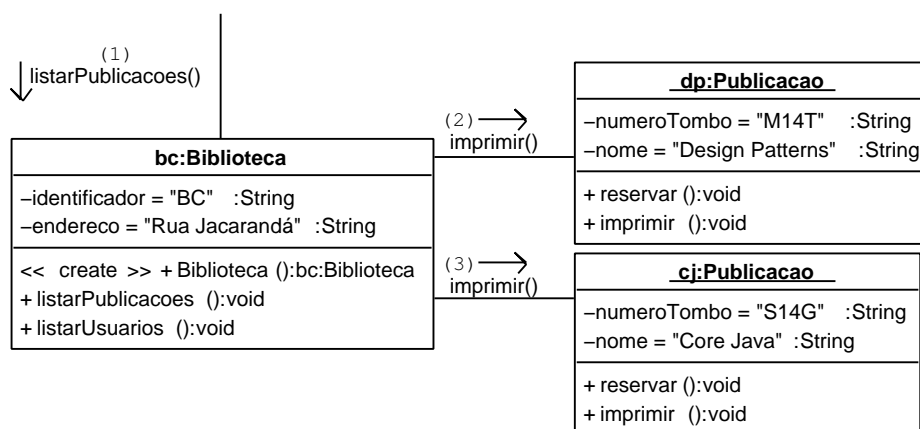 (1)
listarPublicacoes()
bc:Biblioteca
–identificador = "BC" :String
–endereco = "Rua Jacarandá" :String
<< create >> + Biblioteca ():bc:Biblioteca
+ listarPublicacoes ():void
+ listarUsuarios ():void
(2)
imprimir()
dp:Publicacao
–numeroTombo = "M14T" :String
–nome = "Design Patterns" :String
+ reservar ():void
+ imprimir ():void
(3)
imprimir()
cj:Publicacao
–numeroTombo = "S14G" :String
–nome = "Core Java" :String
+ reservar ():void
+ imprimir ():void